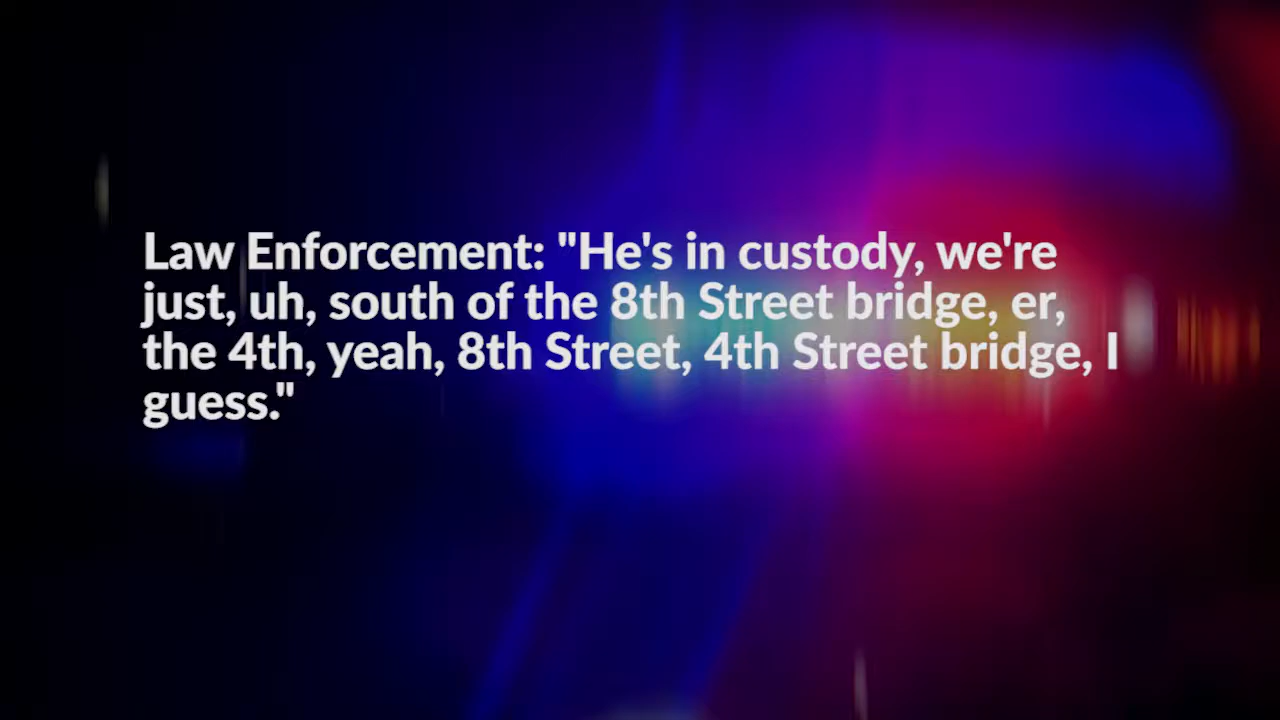 Law Enforcement: "He's in custody, we're
just, uh, south of the 8th Street bridge, er,
the 4th, yeah, 8th Street, 4th Street bridge, I
guess."